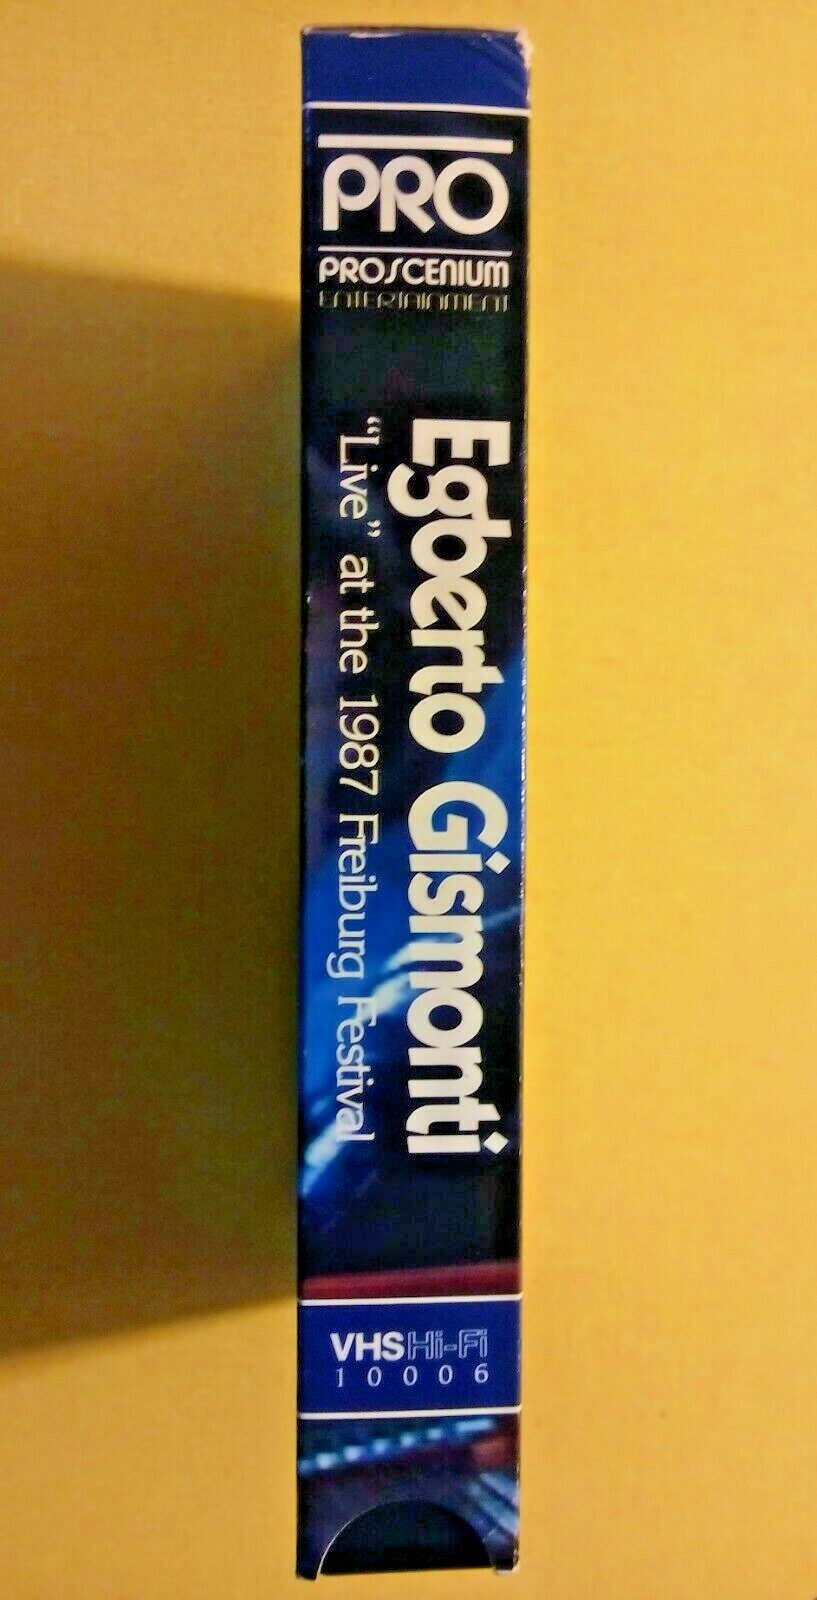 PRO
PROSCENIUM
ENTERTAINMENT
Egberto Gismonti
“Live” at the 1987 Freiburg Festival
VHS Hi-Fi
10006